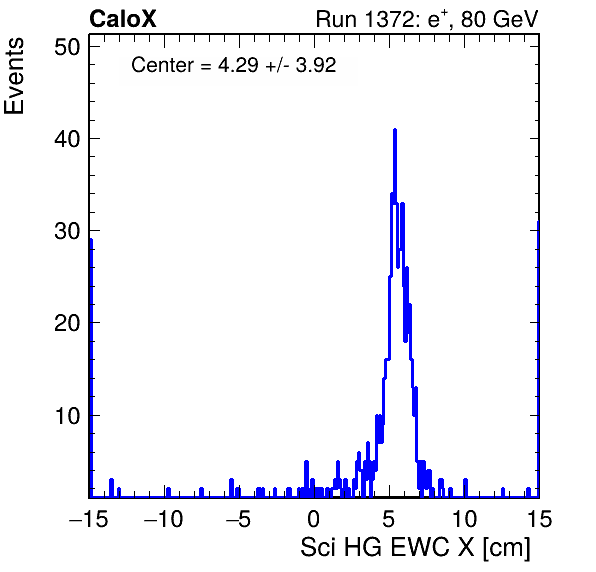 CaloX Run 1372: e⁺, 80 GeV
Center = 4.29 +/- 3.92
Events
50
40
30
20
10
−15 −10 −5 0 5 10 15
Sci HG EWC X [cm]